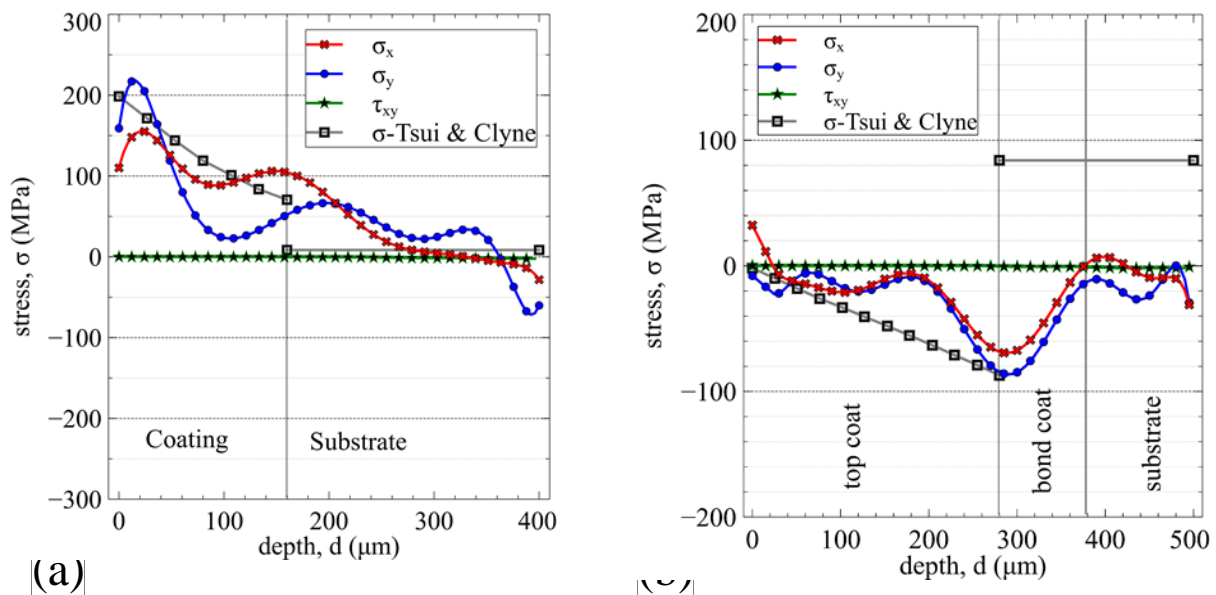 300
200
100
0
−100
−200
−300
stress, σ (MPa)
σx
σy
τxy
σ-Tsui & Clyne
Coating
Substrate
0
100
200
300
400
depth, d (μm)
(a)
200
100
0
−100
−200
stress, σ (MPa)
σx
σy
τxy
σ-Tsui & Clyne
top coat
bond coat
substrate
0
100
200
300
400
500
depth, d (μm)